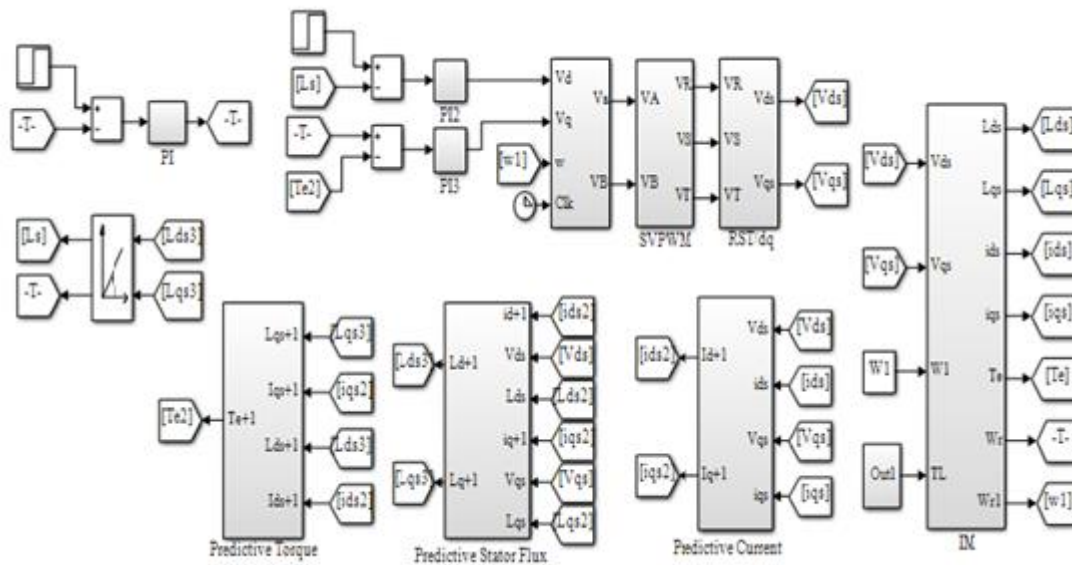 -T-
+
−
PI
-T-
[Ls]
+
−
PI2
-T-
[Te2]
+
−
PI3
[w1]
Vd
Vq
w
Clk
Va
VB
VA
VB
VR
VS
VT
SVPWM
VR
VS
VT
Vds
Vqs
RST/dq
[Vds]
[Vqs]
[Vds]
[Vqs]
W1
Out1
Vds
Vqs
W1
TL
Lds
Lqs
ids
iqs
Te
Wr
Wr1
IM
[Lds]
[Lqs]
[ids]
[iqs]
[Te]
-T-
[w1]
[Ls]
-T-
[Lds3]
[Lqs3]
[Te2]
Te+1
Lqs+1
Iqs+1
Lds+1
Ids+1
[Lqs3]
[iqs2]
[Lds3]
[ids2]
Predictive Torque
[Lds3]
[Lqs3]
Ld+1
Lq+1
id+1
Vds
Lds
iq+1
Vqs
Lqs
[ids2]
[Vds]
[Lds2]
[iqs2]
[Vqs]
[Lqs2]
Predictive Stator Flux
[ids2]
[iqs2]
Id+1
Iq+1
Vds
ids
Vqs
iqs
[Vds]
[ids]
[Vqs]
[iqs]
Predictive Current